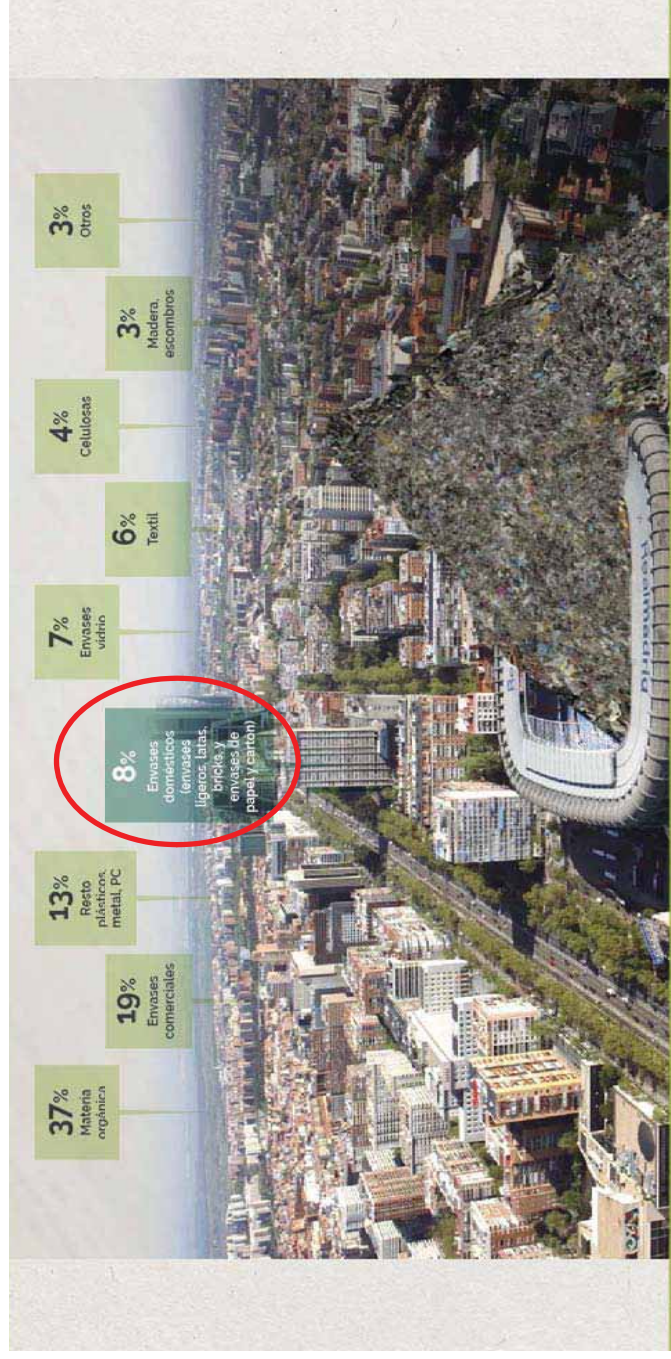 37%
Materia
orgánica
19%
Envases
comerciales
13%
Resto
plásticos,
metal, PC
8%
Envases
domésticos
(envases
ligeros, latas,
bricks, y
envases de
papel y cartón)
7%
Envases
vidrio
6%
Textil
4%
Celulosas
3%
Madera,
escombros
3%
Otros
Realmadrid